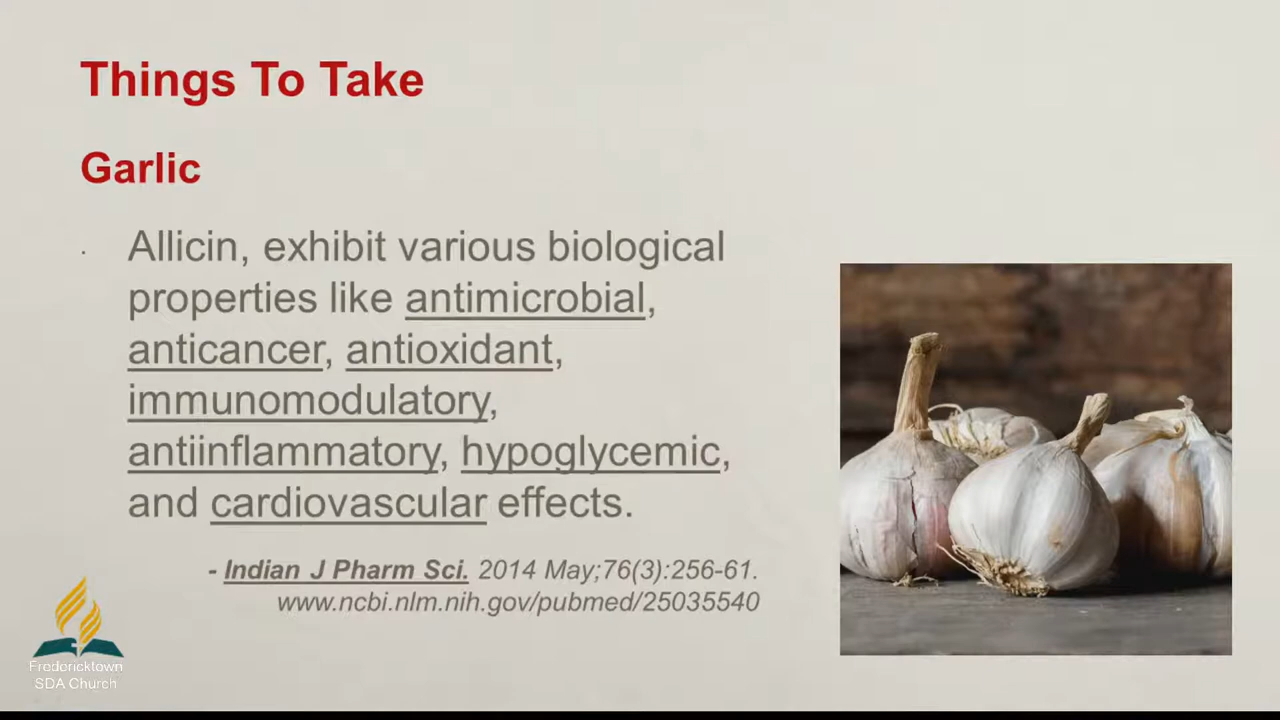 Things To Take
Garlic
· Allicin, exhibit various biological
properties like antimicrobial,
anticancer, antioxidant,
immunomodulatory,
antiinflammatory, hypoglycemic,
and cardiovascular effects.
- Indian J Pharm Sci. 2014 May;76(3):256-61.
www.ncbi.nlm.nih.gov/pubmed/25035540
Fredericktown
SDA Church